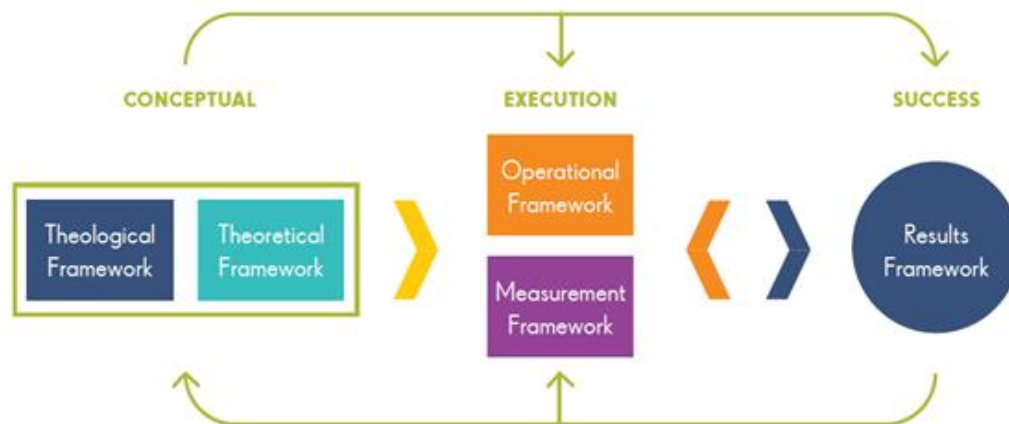 CONCEPTUAL
EXECUTION
SUCCESS
Theological
Framework
Theoretical
Framework
Operational
Framework
Measurement
Framework
Results
Framework